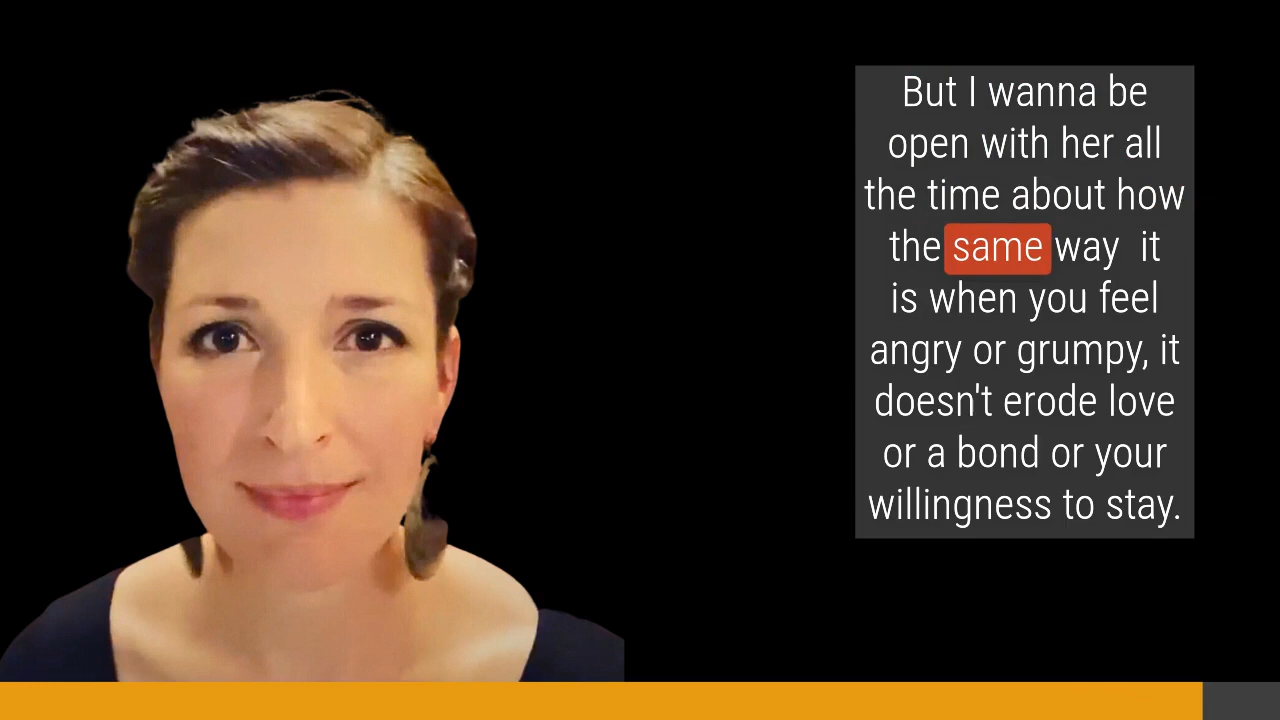 But I wanna be
open with her all
the time about how
the same way  it
is when you feel
angry or grumpy, it
doesn't erode love
or a bond or your
willingness to stay.